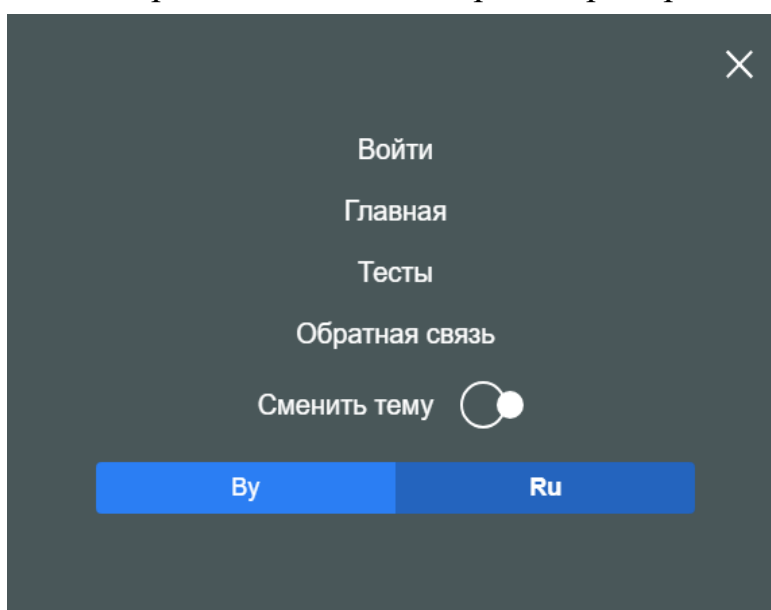 Войти
Главная
Тесты
Обратная связь
Сменить тему
By
Ru